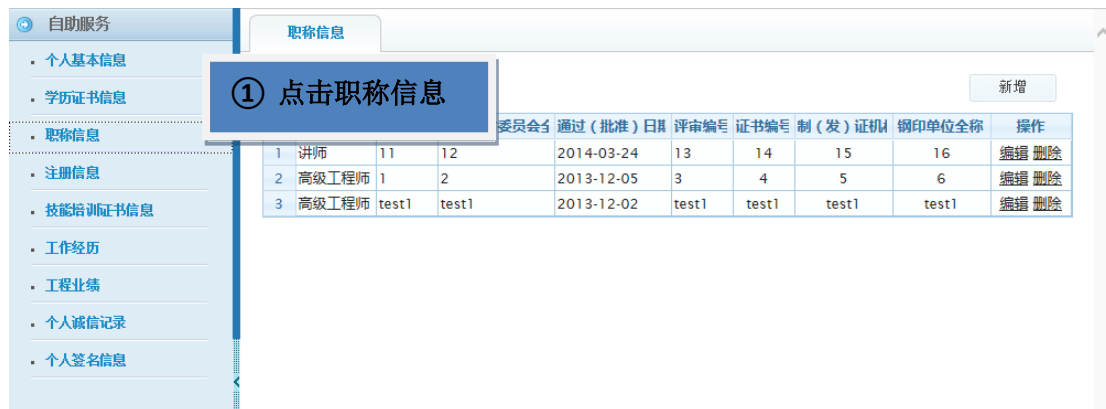 自助服务
个人基本信息
学历证书信息
职称信息
注册信息
技能培训证书信息
工作经历
工程业绩
个人诚信记录
个人签名信息
职称信息
① 点击职称信息
新增
委员会全 通过（批准）日期 评审编号 证书编号 制（发）证机构 钢印单位全称 操作
1 讲师 11 12 2014-03-24 13 14 15 16 编辑 删除
2 高级工程师 1 2 2013-12-05 3 4 5 6 编辑 删除
3 高级工程师 test1 test1 2013-12-02 test1 test1 test1 test1 编辑 删除